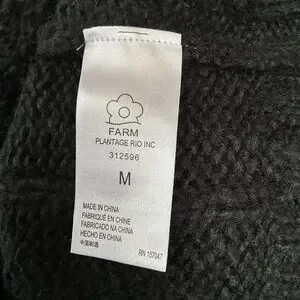 FARM
PLANTAGE RIO INC
312596
M
MADE IN CHINA
FABRIQUÉ EN CHINE
FABRICADO NA CHINA
HECHO EN CHINA
中国制造
RN 157047